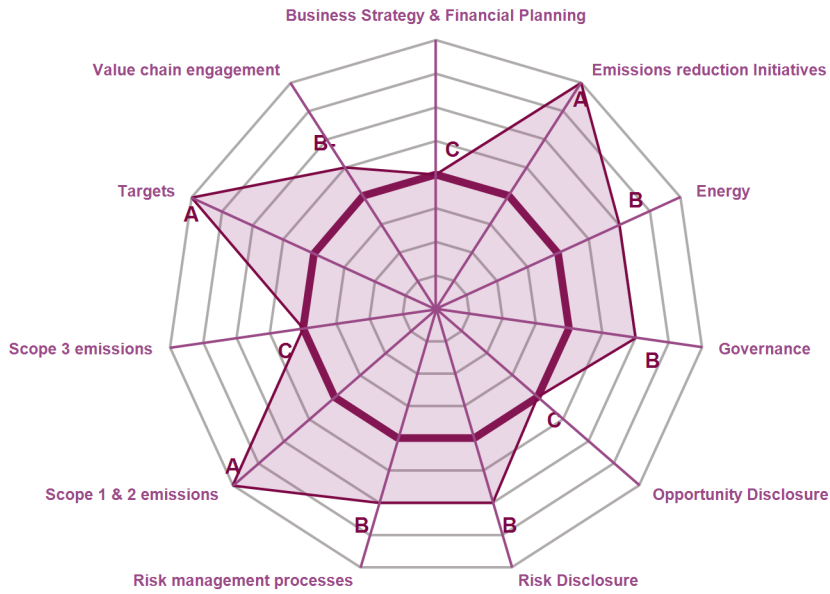 Business Strategy & Financial Planning
Value chain engagement
Emissions reduction Initiatives
A
B-
C
Targets
A
Energy
B
Scope 3 emissions
C
Governance
B
C
Scope 1 & 2 emissions
A
Opportunity Disclosure
B
B
Risk management processes
Risk Disclosure